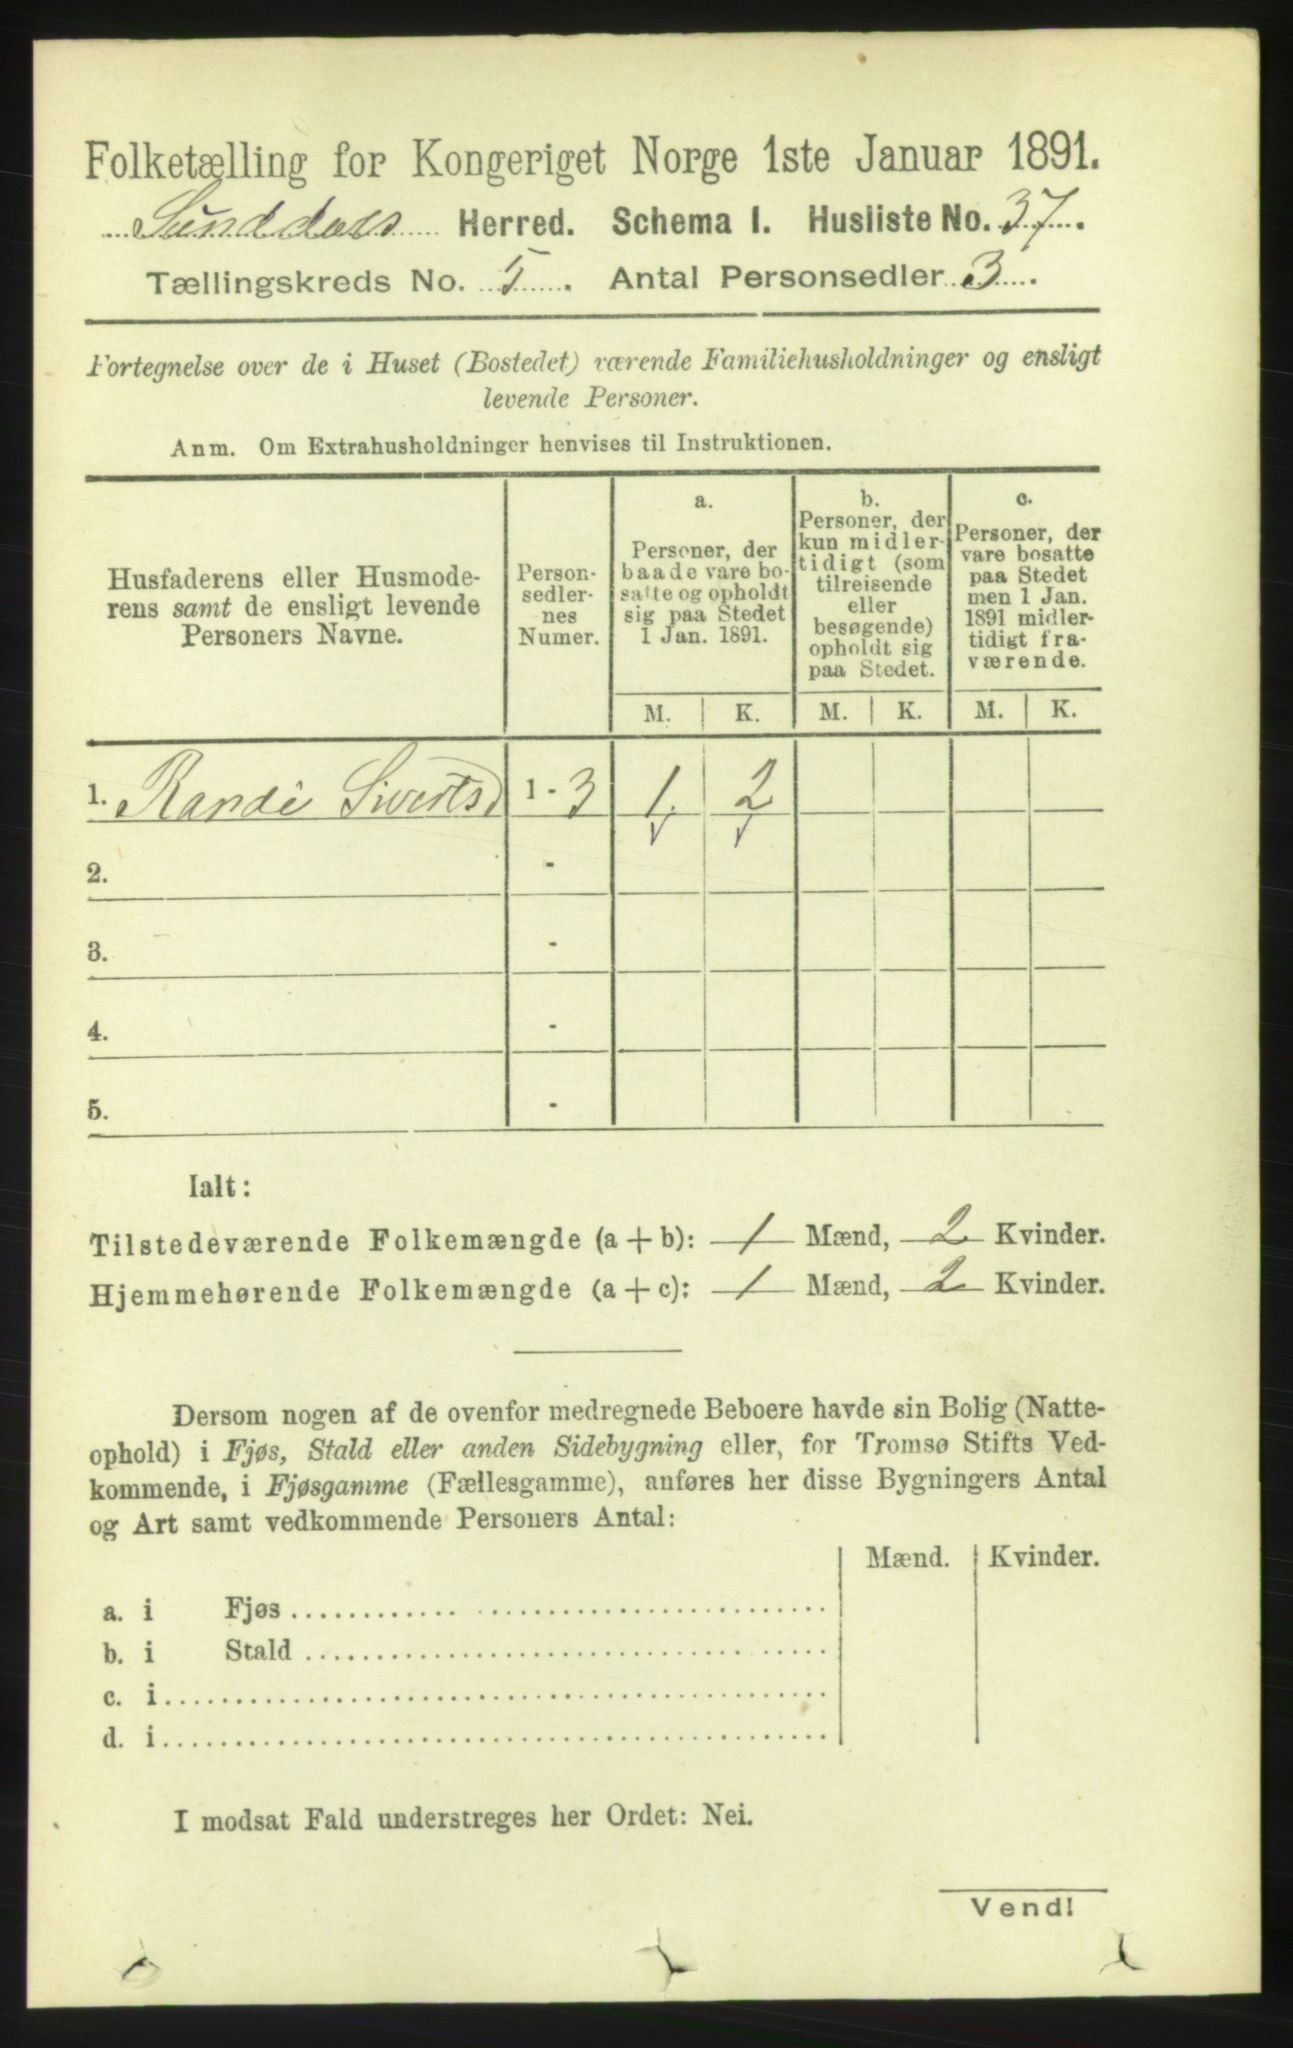 Folketælling for Kongeriget Norge 1ste Januar 1891.
Sunddals Herred. Schema I. Husliste No. 37.
Tællingskreds No. 5. Antal Personsedler 3.
Fortegnelse over de i Huset (Bostedet) værende Familiehusholdninger og ensligt
levende Personer.
Anm. Om Extrahusholdninger henvises til Instruktionen.
Husfaderens eller Husmode-
rens samt de ensligt levende
Personers Navne.
Person-
sedler-
nes
Numer.
a.
Personer, der
baade vare bo-
satte og opholdt
sig paa Stedet
1 Jan. 1891.
b.
Personer, der
kun midler-
tidigt (som
tilreisende
eller
besøgende)
opholdt sig
paa Stedet.
c.
Personer, der
vare bosatte
paa Stedet
men 1 Jan.
1891 midler-
tidigt fra-
værende.
M. K. M. K. M. K.
1. Randi Sivertsd 1 - 3 1 2
2. -
3. -
4. -
5. -
Ialt:
Tilstedeværende Folkemængde (a + b): 1 Mænd, 2 Kvinder.
Hjemmehørende Folkemængde (a + c): 1 Mænd, 2 Kvinder.
Dersom nogen af de ovenfor medregnede Beboere havde sin Bolig (Natte-
ophold) i Fjøs, Stald eller anden Sidebygning eller, for Tromsø Stifts Ved-
kommende, i Fjøsgamme (Fællesgamme), anføres her disse Bygningers Antal
og Art samt vedkommende Personers Antal:
Mænd. Kvinder.
a. i Fjøs
b. i Stald
c. i
d. i
I modsat Fald understreges her Ordet: Nei.
Vend!